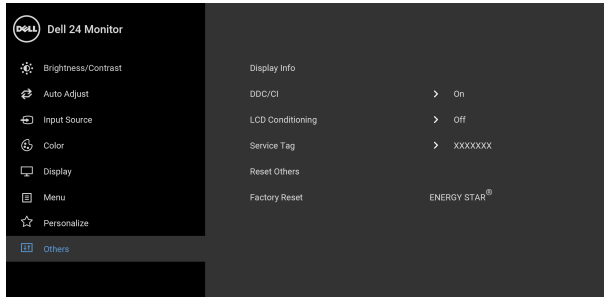 DELL Dell 24 Monitor
Brightness/Contrast
Auto Adjust
Input Source
Color
Display
Menu
Personalize
Others
Display Info
DDC/CI > On
LCD Conditioning > Off
Service Tag > XXXXXXX
Reset Others
Factory Reset ENERGY STAR®